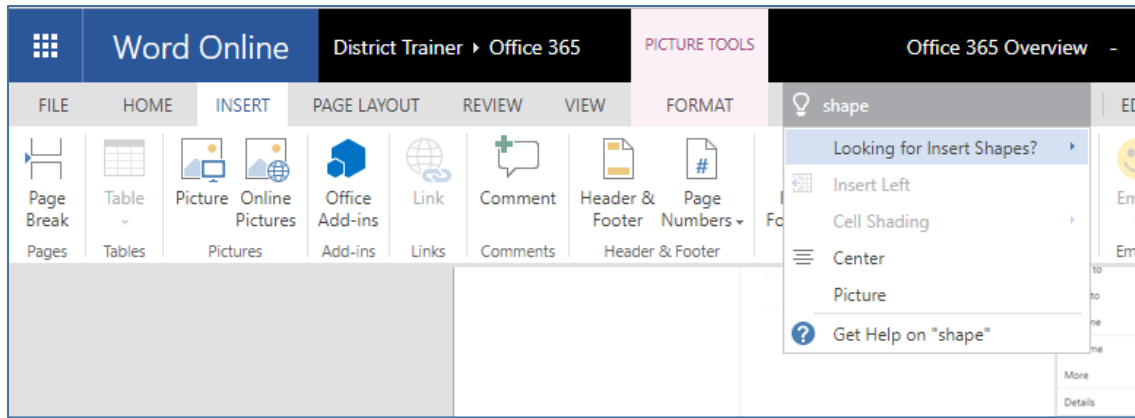 Word Online
District Trainer ▸ Office 365
PICTURE TOOLS
Office 365 Overview -
FILE
HOME
INSERT
PAGE LAYOUT
REVIEW
VIEW
FORMAT
shape
Page Break
Table
Picture
Online Pictures
Office Add-ins
Link
Comment
Header & Footer
#
Page Numbers
Pages
Tables
Pictures
Add-ins
Links
Comments
Header & Footer
Looking for Insert Shapes?
Insert Left
Cell Shading
Center
Picture
? Get Help on "shape"
to
to
me
More
Details